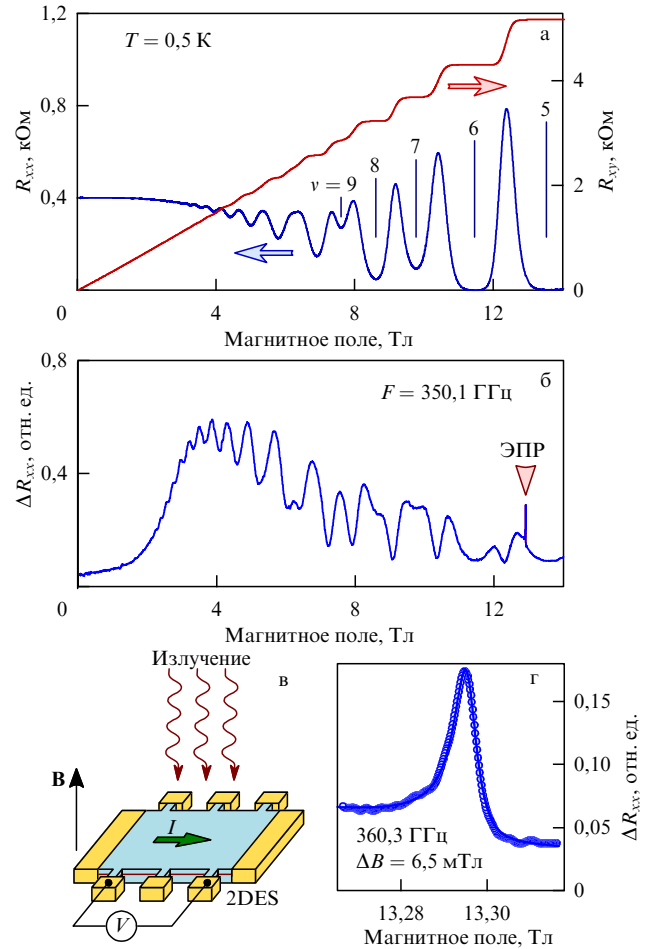 1,2
T = 0,5 К
а
0,8
0,4
0
R_xx, кОм
4
2
0
R_xy, кОм
ν = 9
8
7
6
5
0
4
8
12
Магнитное поле, Тл
0,8
0,4
0
ΔR_xx, отн. ед.
F = 350,1 ГГц
б
ЭПР
0
4
8
12
Магнитное поле, Тл
Излучение
в
B
I
2DES
V
г
0,15
0,10
0,05
0
ΔR_xx, отн. ед.
360,3 ГГц
ΔB = 6,5 мТл
13,28
13,30
Магнитное поле, Тл